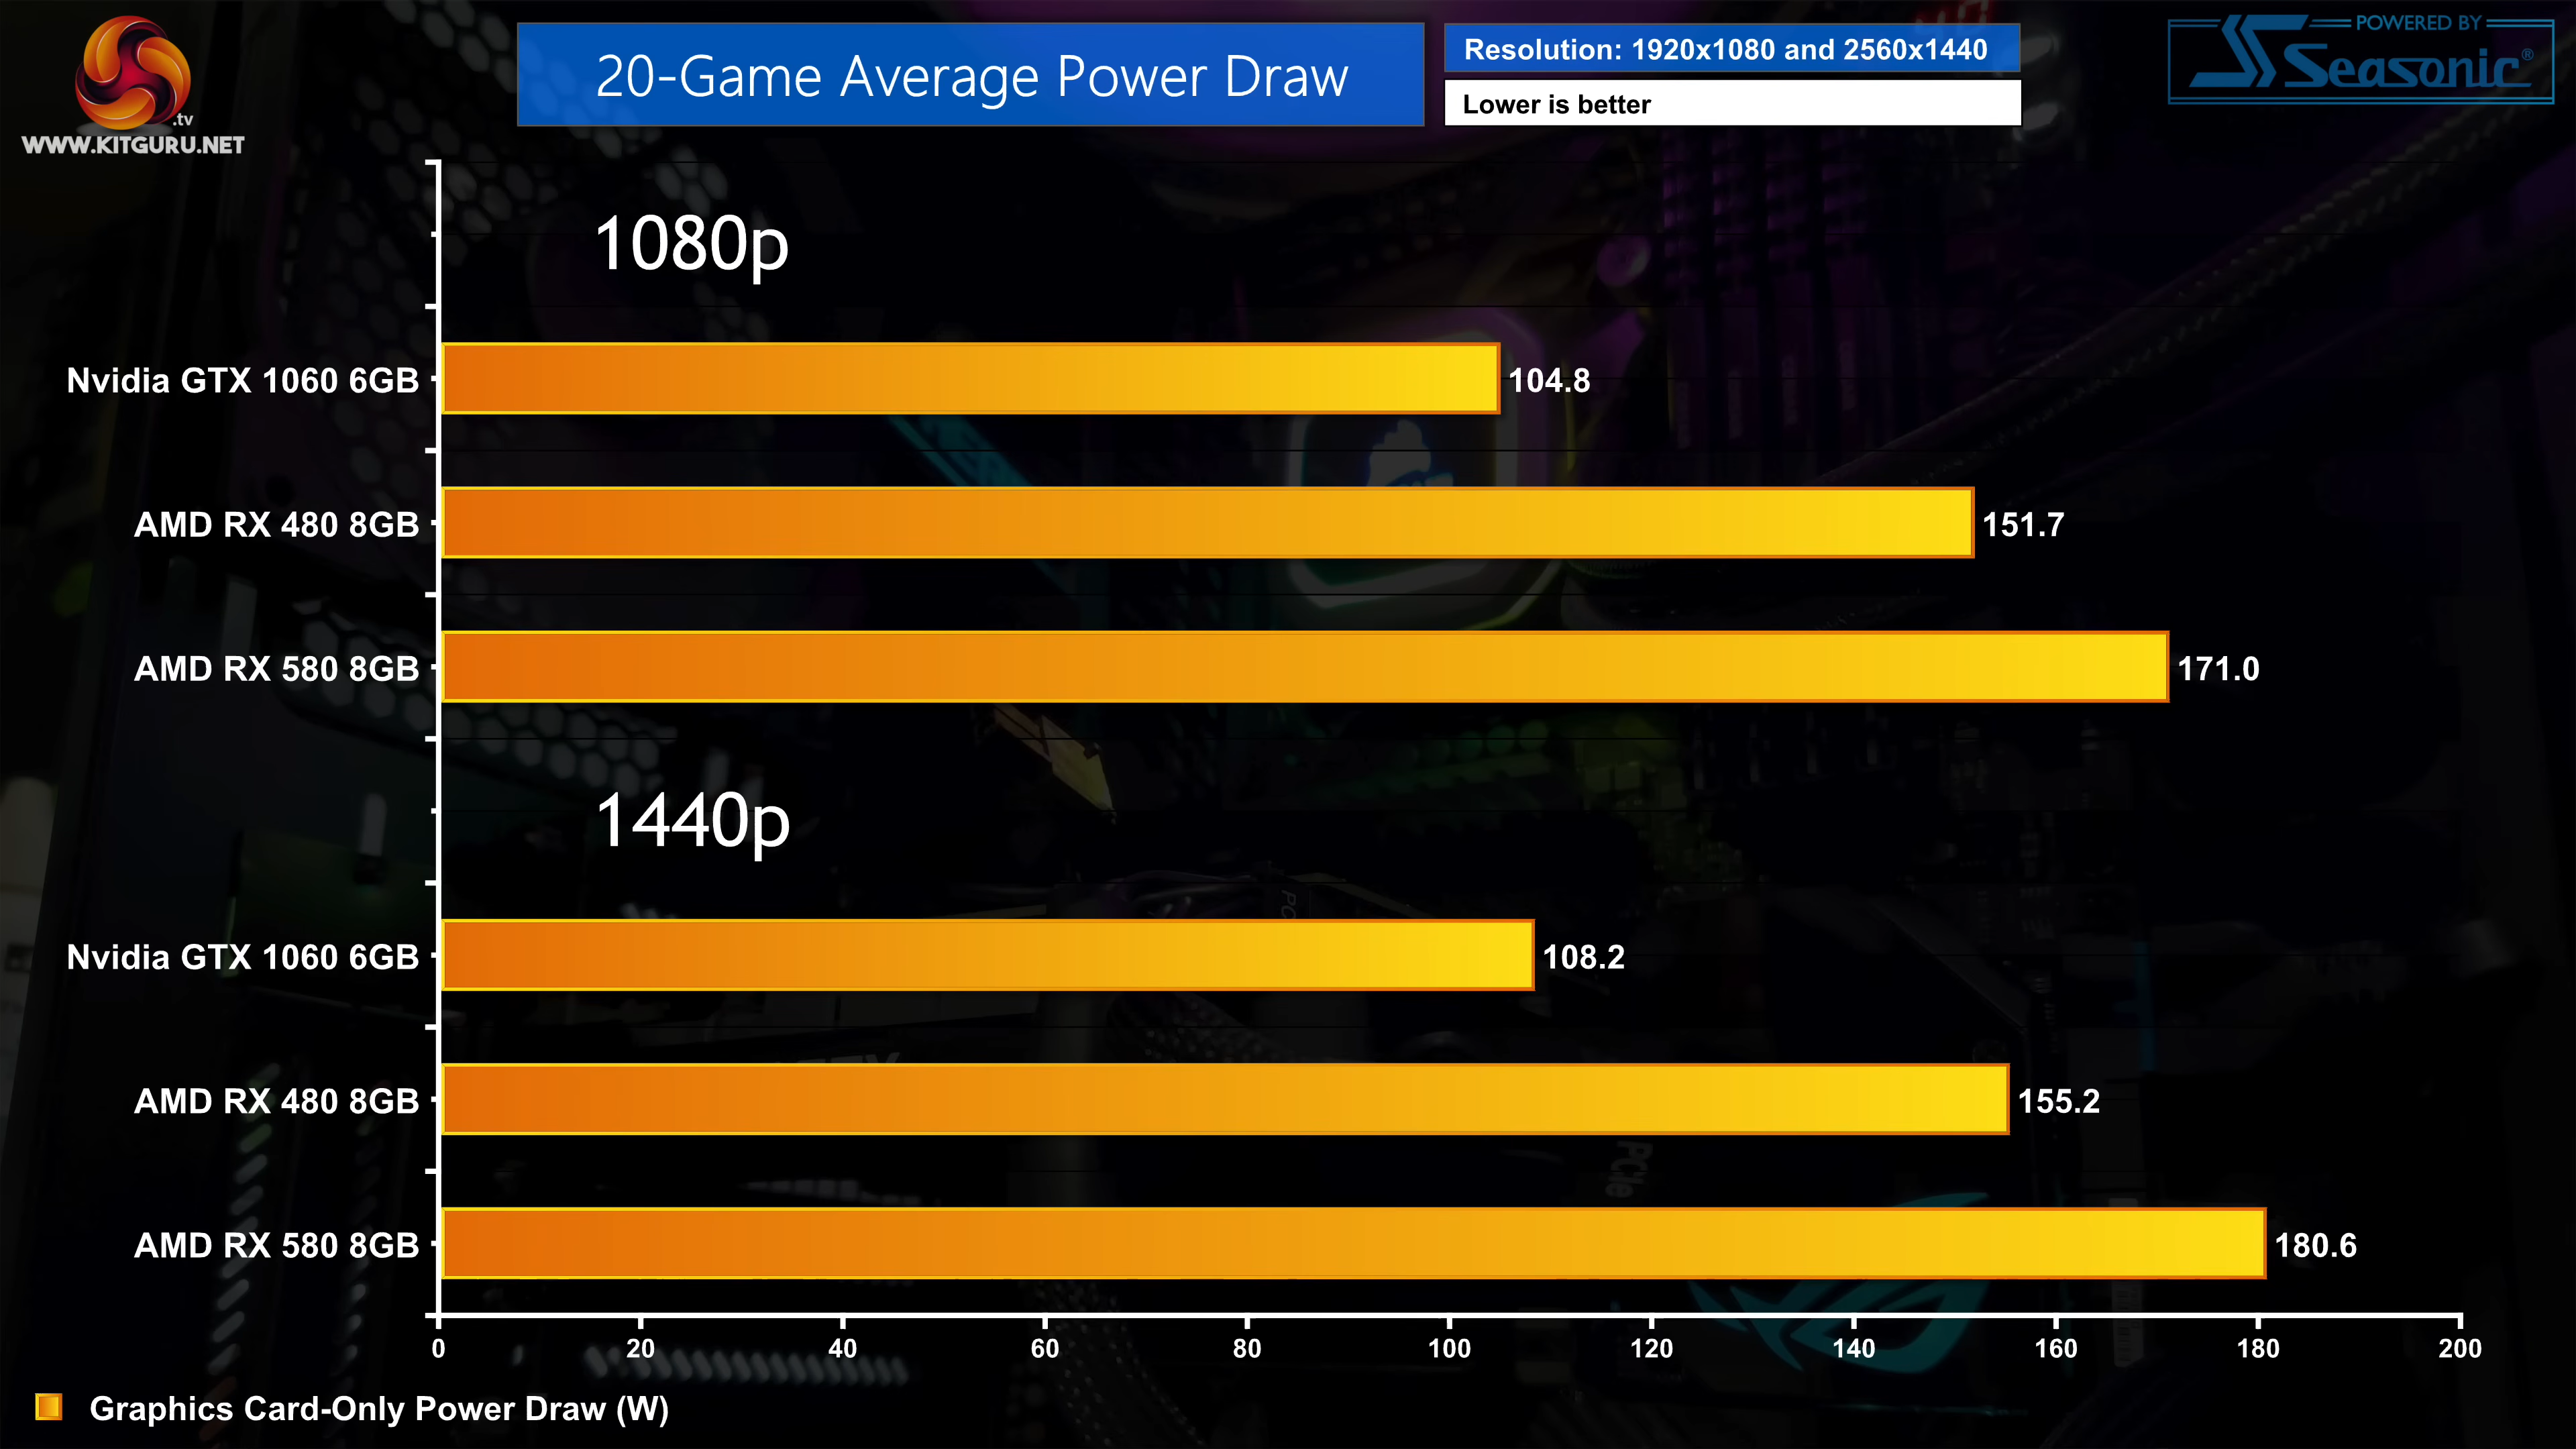 .tv
WWW.KITGURU.NET
20-Game Average Power Draw
Resolution: 1920x1080 and 2560x1440
Lower is better
POWERED BY
Seasonic®
1080p
Nvidia GTX 1060 6GB 104.8
AMD RX 480 8GB 151.7
AMD RX 580 8GB 171.0
1440p
Nvidia GTX 1060 6GB 108.2
AMD RX 480 8GB 155.2
PCIe
AMD RX 580 8GB 180.6
0 20 40 60 80 100 120 140 160 180 200
Graphics Card-Only Power Draw (W)